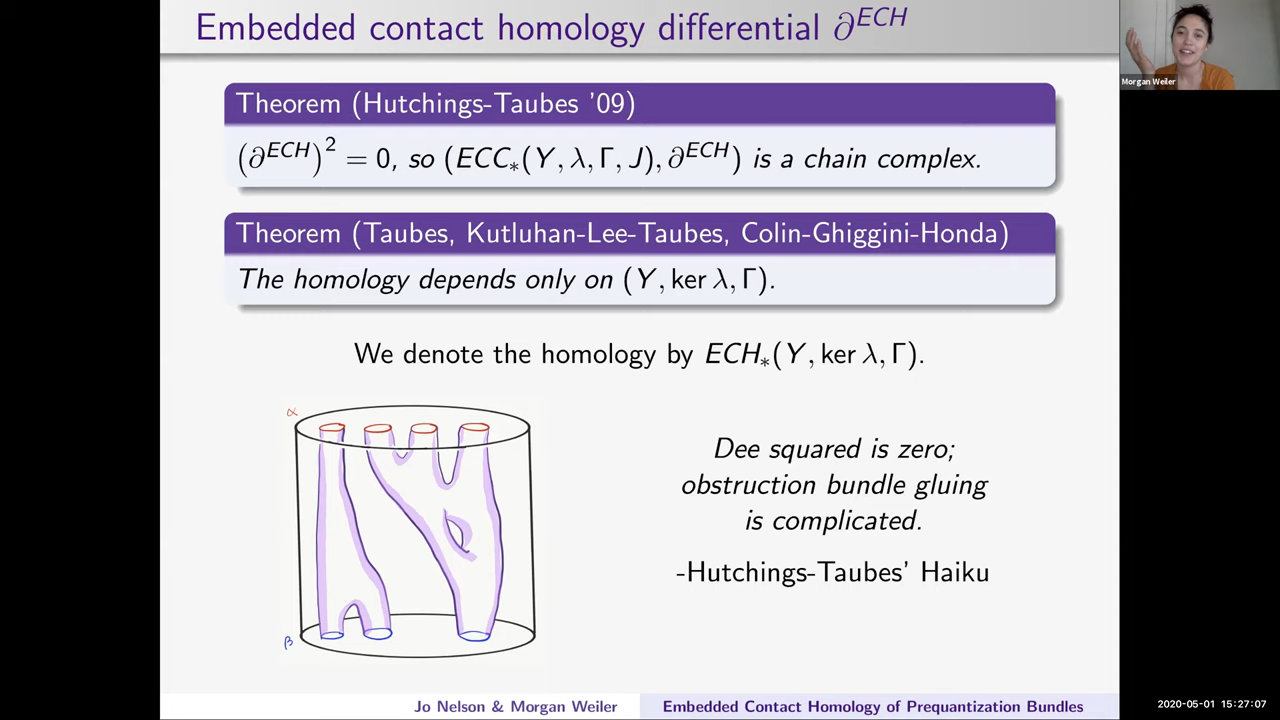 Embedded contact homology differential ∂^ECH
Morgan Weiler
Theorem (Hutchings-Taubes '09)
(∂^ECH)^2 = 0, so (ECC_*(Y, λ, Γ, J), ∂^ECH) is a chain complex.
Theorem (Taubes, Kutluhan-Lee-Taubes, Colin-Ghiggini-Honda)
The homology depends only on (Y, ker λ, Γ).
We denote the homology by ECH_*(Y, ker λ, Γ).
α
β
Dee squared is zero;
obstruction bundle gluing
is complicated.
-Hutchings-Taubes' Haiku
Jo Nelson & Morgan Weiler
Embedded Contact Homology of Prequantization Bundles
2020-05-01 15:27:07